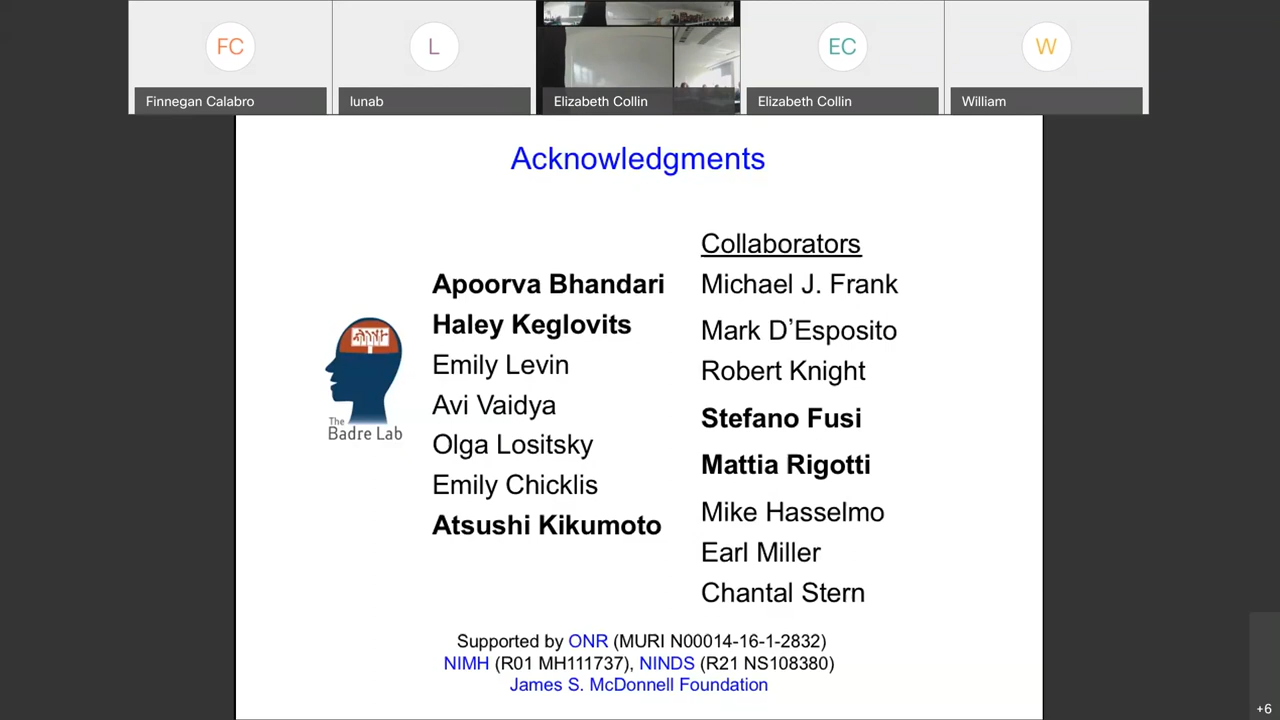 FC
L
EC
W
Finnegan Calabro
lunab
Elizabeth Collin
Elizabeth Collin
William
Acknowledgments
Apoorva Bhandari
Haley Keglovits
Emily Levin
Avi Vaidya
Olga Lositsky
Emily Chicklis
Atsushi Kikumoto
The
Badre Lab
Collaborators
Michael J. Frank
Mark D’Esposito
Robert Knight
Stefano Fusi
Mattia Rigotti
Mike Hasselmo
Earl Miller
Chantal Stern
Supported by ONR (MURI N00014-16-1-2832)
NIMH (R01 MH111737), NINDS (R21 NS108380)
James S. McDonnell Foundation
+6